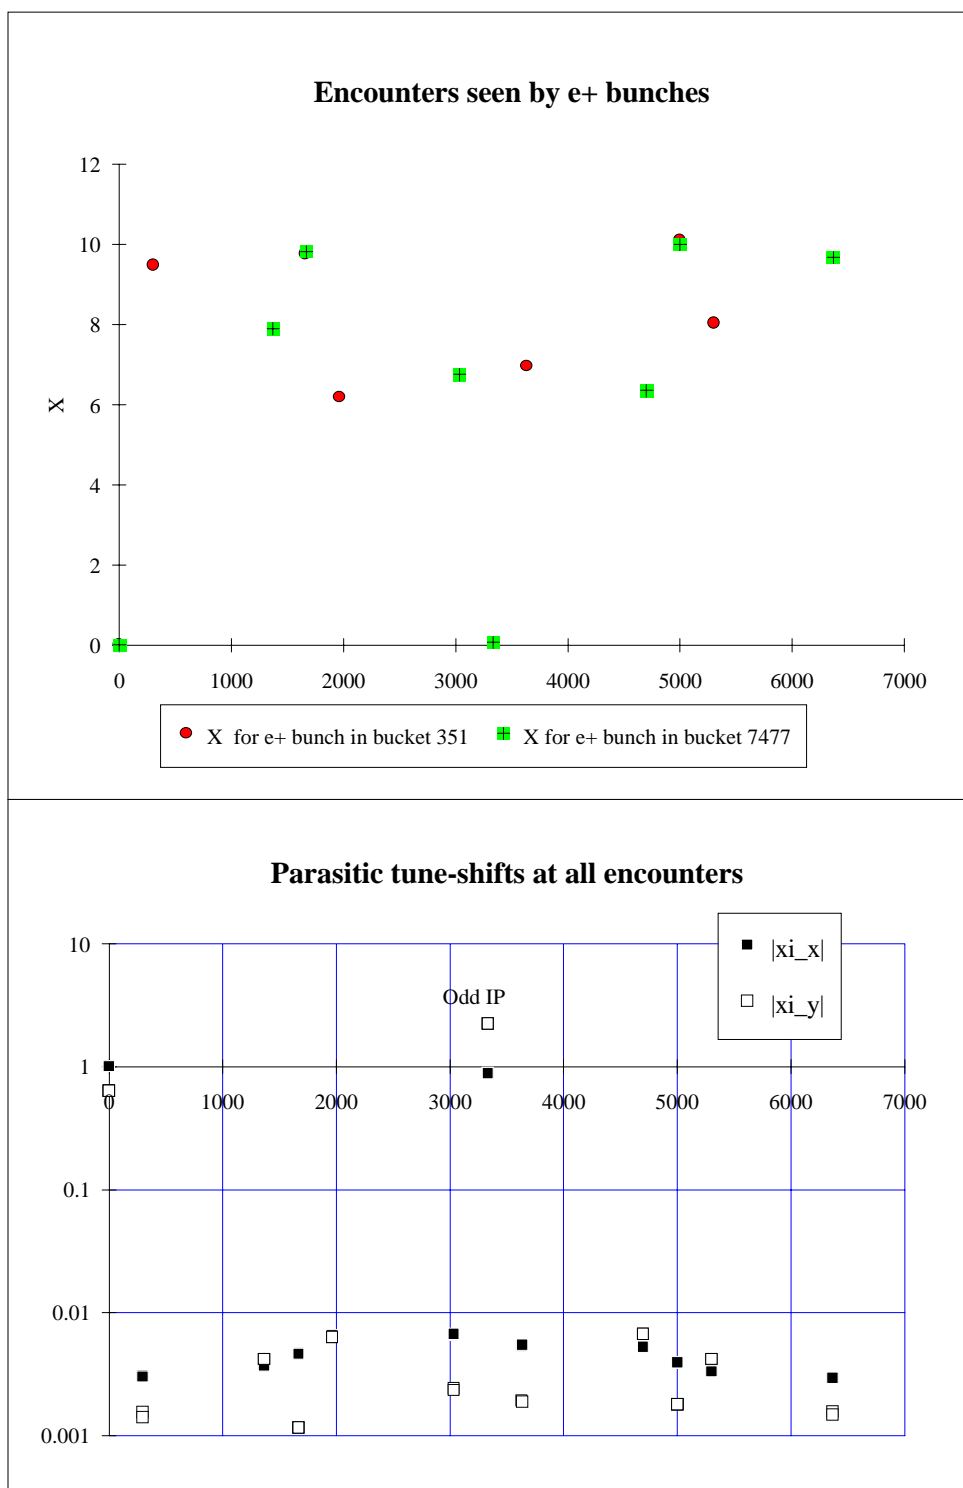 Encounters seen by e+ bunches
12
10
8
6
4
2
0
X
0 1000 2000 3000 4000 5000 6000 7000
X for e+ bunch in bucket 351 X for e+ bunch in bucket 7477
Parasitic tune-shifts at all encounters
|xi_x|
|xi_y|
Odd IP
10
1
0.1
0.01
0.001
0 1000 2000 3000 4000 5000 6000 7000